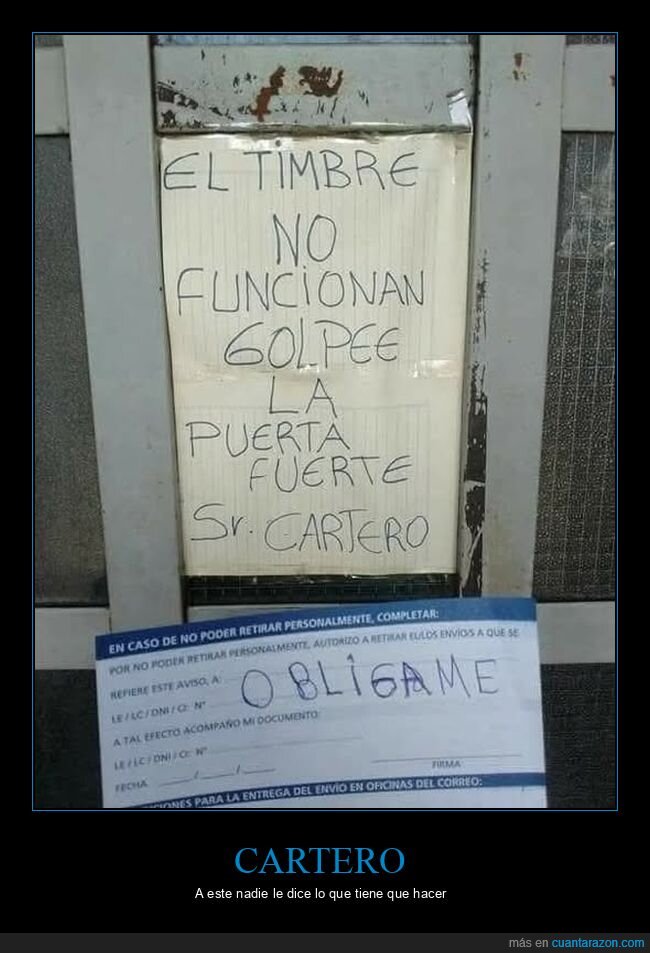 EL TIMBRE
NO
FUNCIONAN
GOLPEE
LA
PUERTA
FUERTE
Sr. CARTERO
EN CASO DE NO PODER RETIRAR PERSONALMENTE, COMPLETAR:
POR NO PODER RETIRAR PERSONALMENTE, AUTORIZO A RETIRAR EL/LOS ENVÍO/S A QUE SE
REFIERE ESTE AVISO, A:
OBLIGAME
LE / LC / DNI / CI: N°
A TAL EFECTO ACOMPAÑO MI DOCUMENTO:
LE / LC / DNI / CI: N°
FIRMA
FECHA / /
PARA LA ENTREGA DEL ENVÍO EN OFICINAS DEL CORREO:
CARTERO
A este nadie le dice lo que tiene que hacer
más en cuantarazon.com